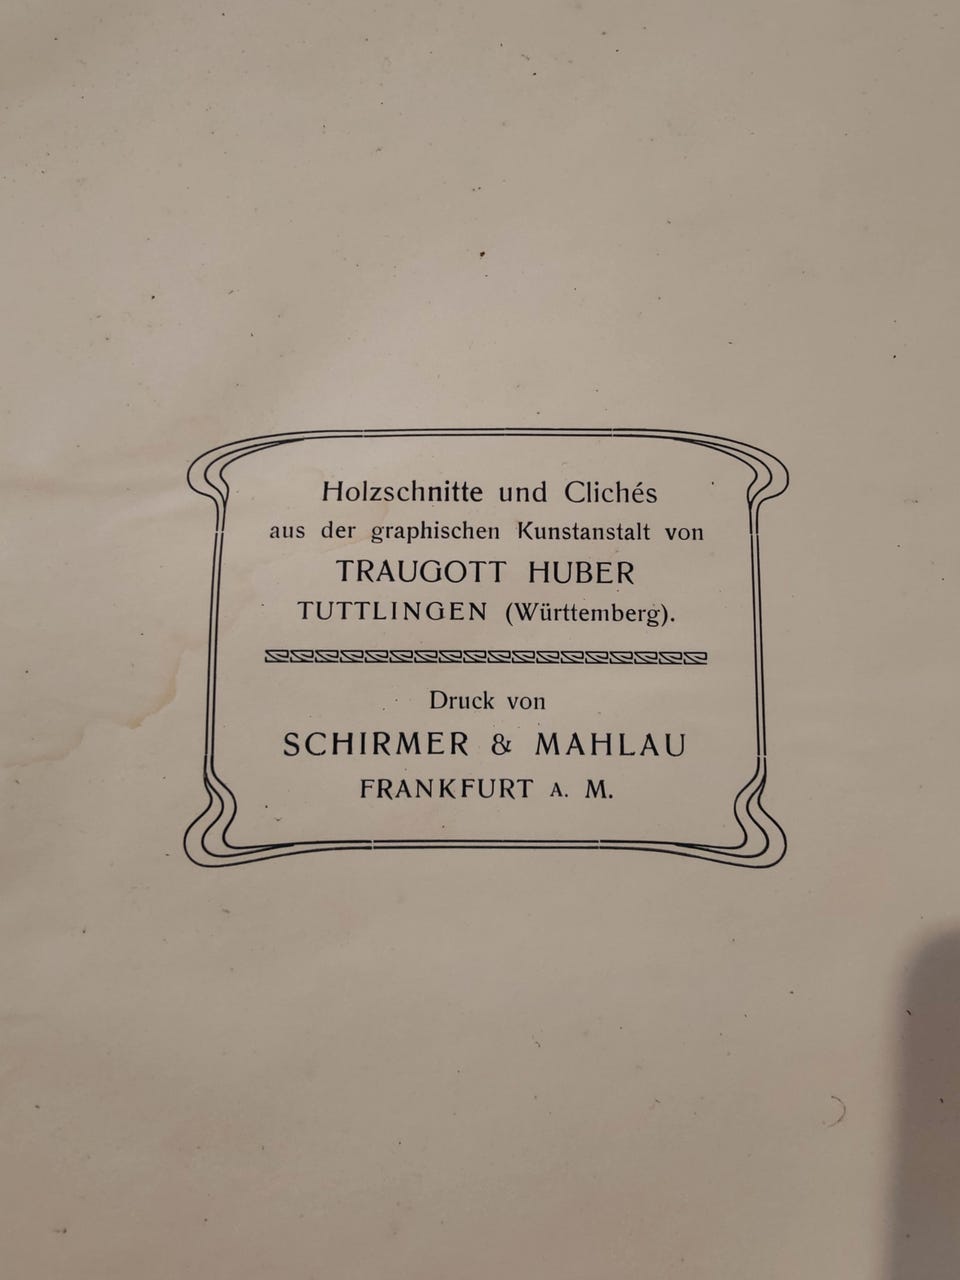 Holzschnitte und Clichés
aus der graphischen Kunstanstalt von
TRAUGOTT HUBER
TUTTLINGEN (Württemberg).
Druck von
SCHIRMER & MAHLAU
FRANKFURT A. M.